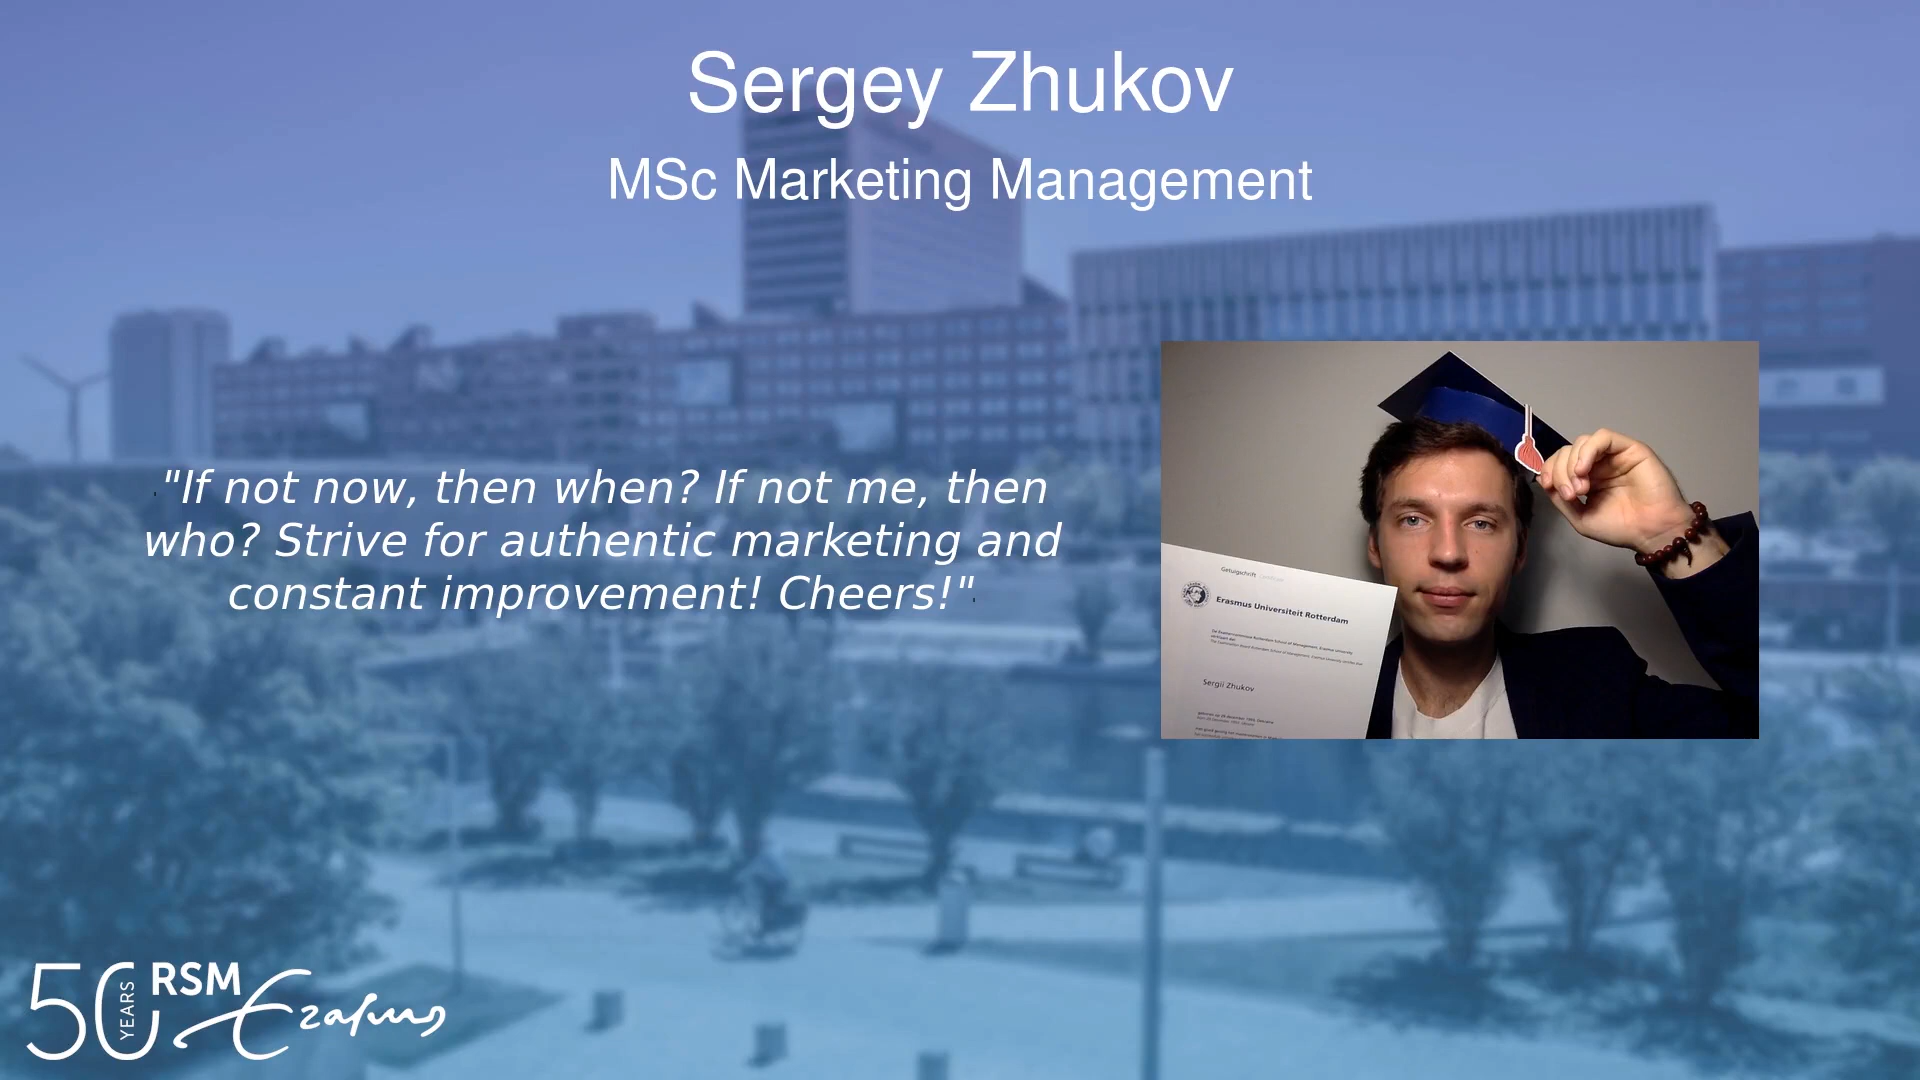 Sergey Zhukov
MSc Marketing Management
"If not now, then when? If not me, then
who? Strive for authentic marketing and
constant improvement! Cheers!"
Getuigschrift
Erasmus Universiteit Rotterdam
Sergii Zhukov
50 YEARS RSM Erasmus